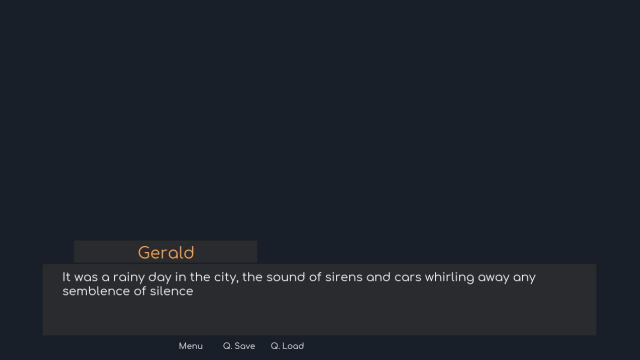 Gerald
It was a rainy day in the city, the sound of sirens and cars whirling away any
semblence of silence
Menu Q. Save Q. Load